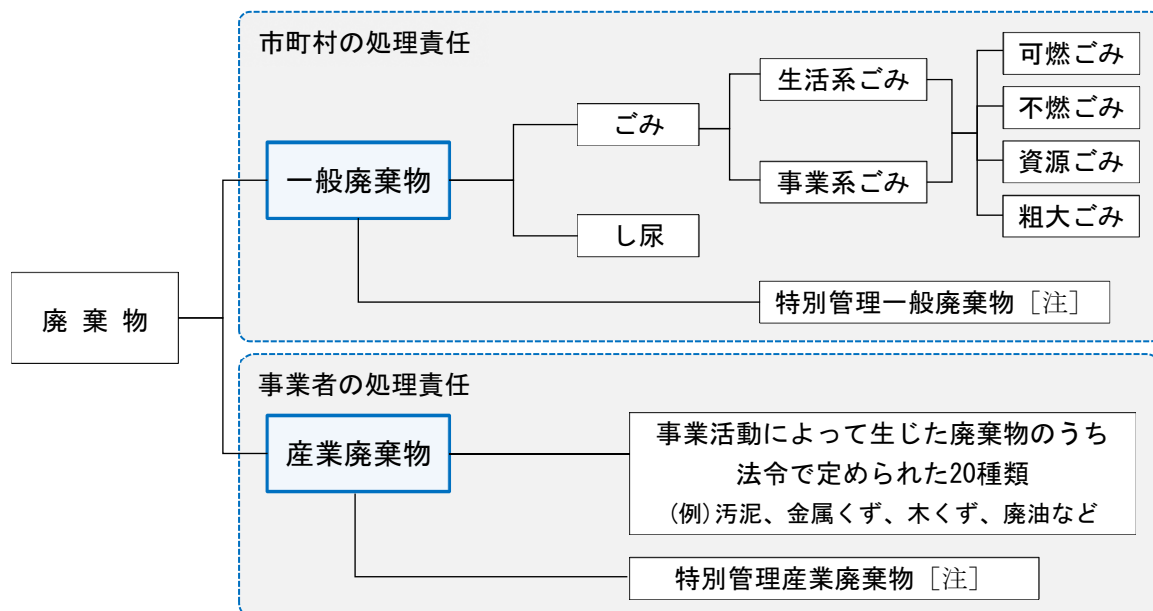 市町村の処理責任
可燃ごみ
生活系ごみ
不燃ごみ
ごみ
資源ごみ
一般廃棄物
事業系ごみ
粗大ごみ
し尿
特別管理一般廃棄物［注］
廃棄物
事業者の処理責任
産業廃棄物
事業活動によって生じた廃棄物のうち
法令で定められた20種類
(例)汚泥、金属くず、木くず、廃油など
特別管理産業廃棄物［注］